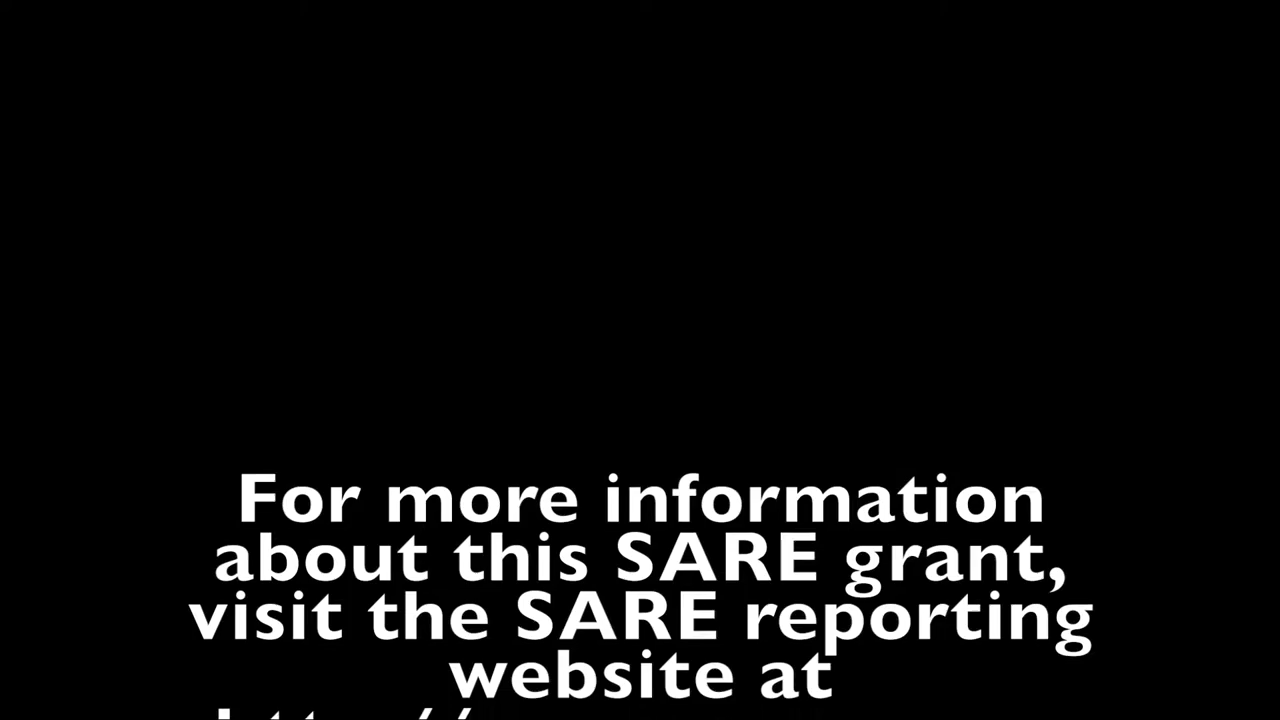 For more information
about this SARE grant,
visit the SARE reporting
website at